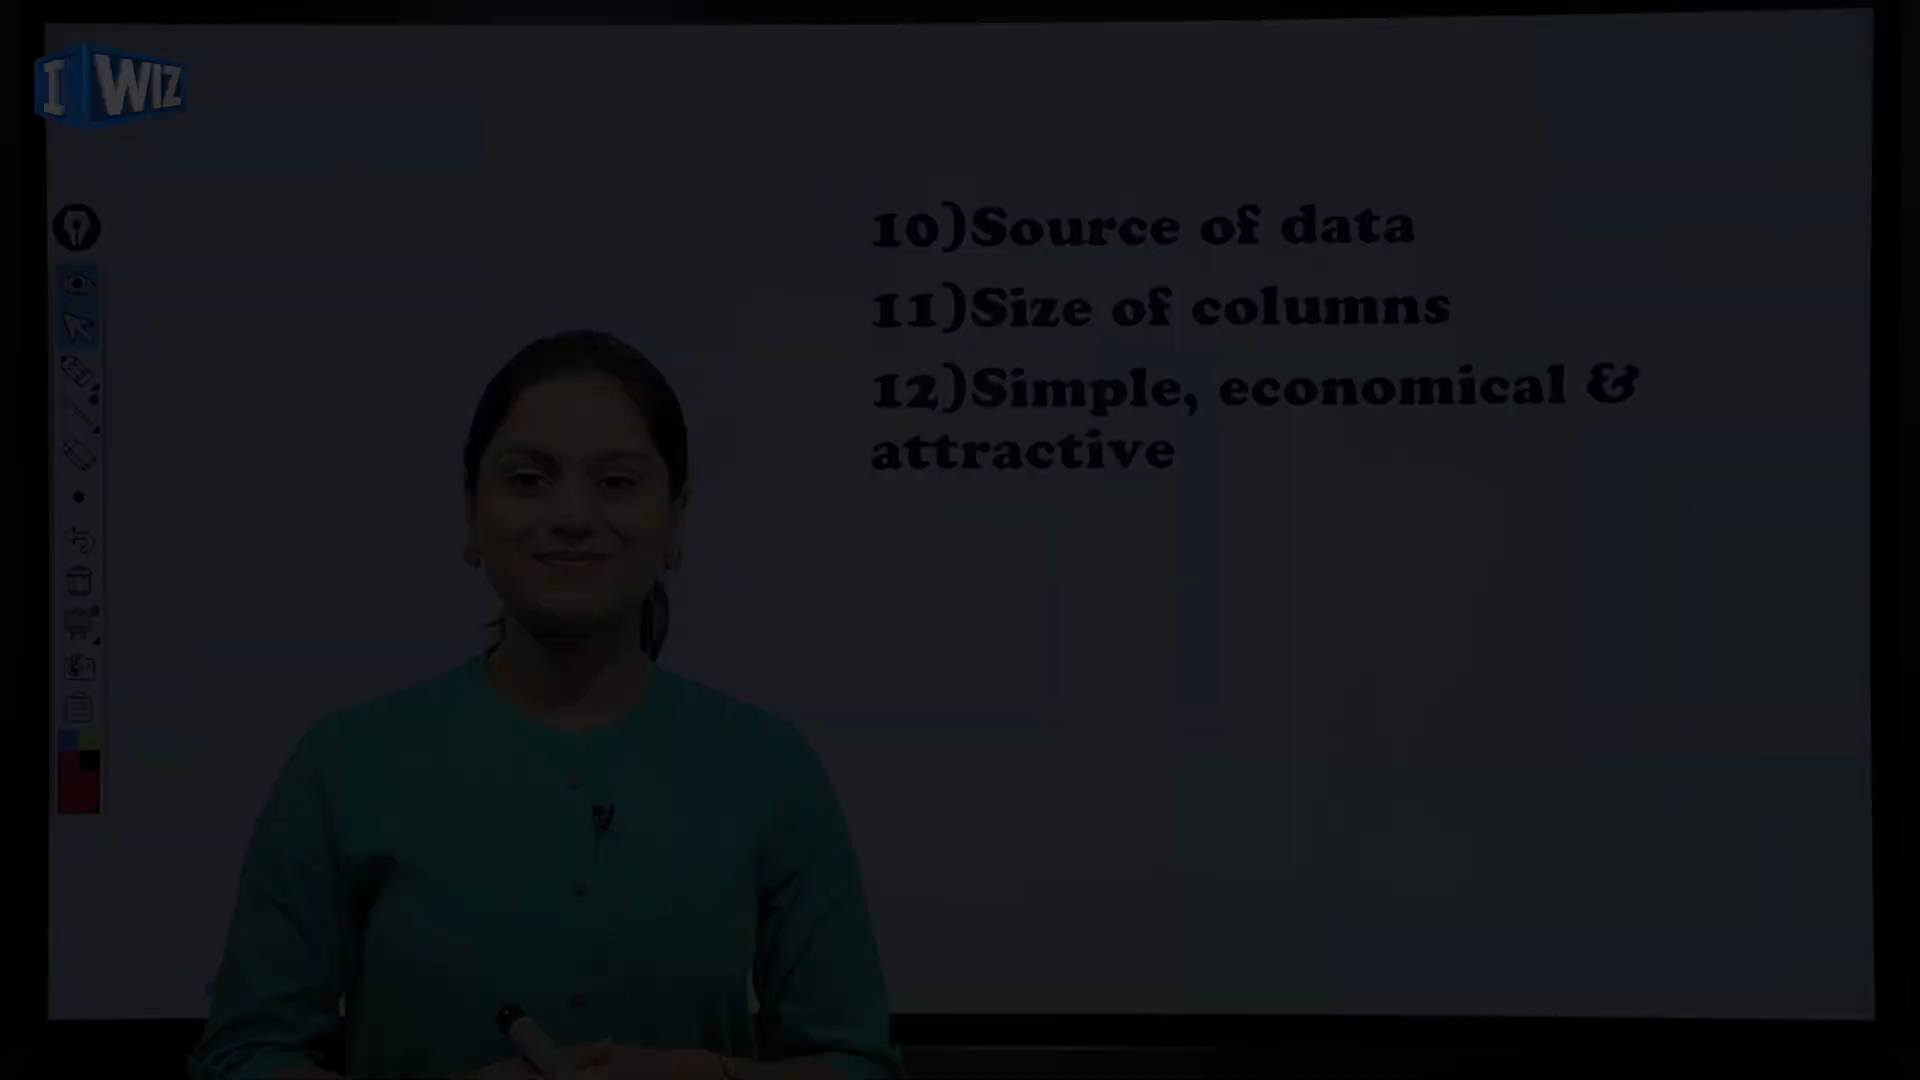 I WIZ
10)Source of data
11)Size of columns
12)Simple, economical &
attractive